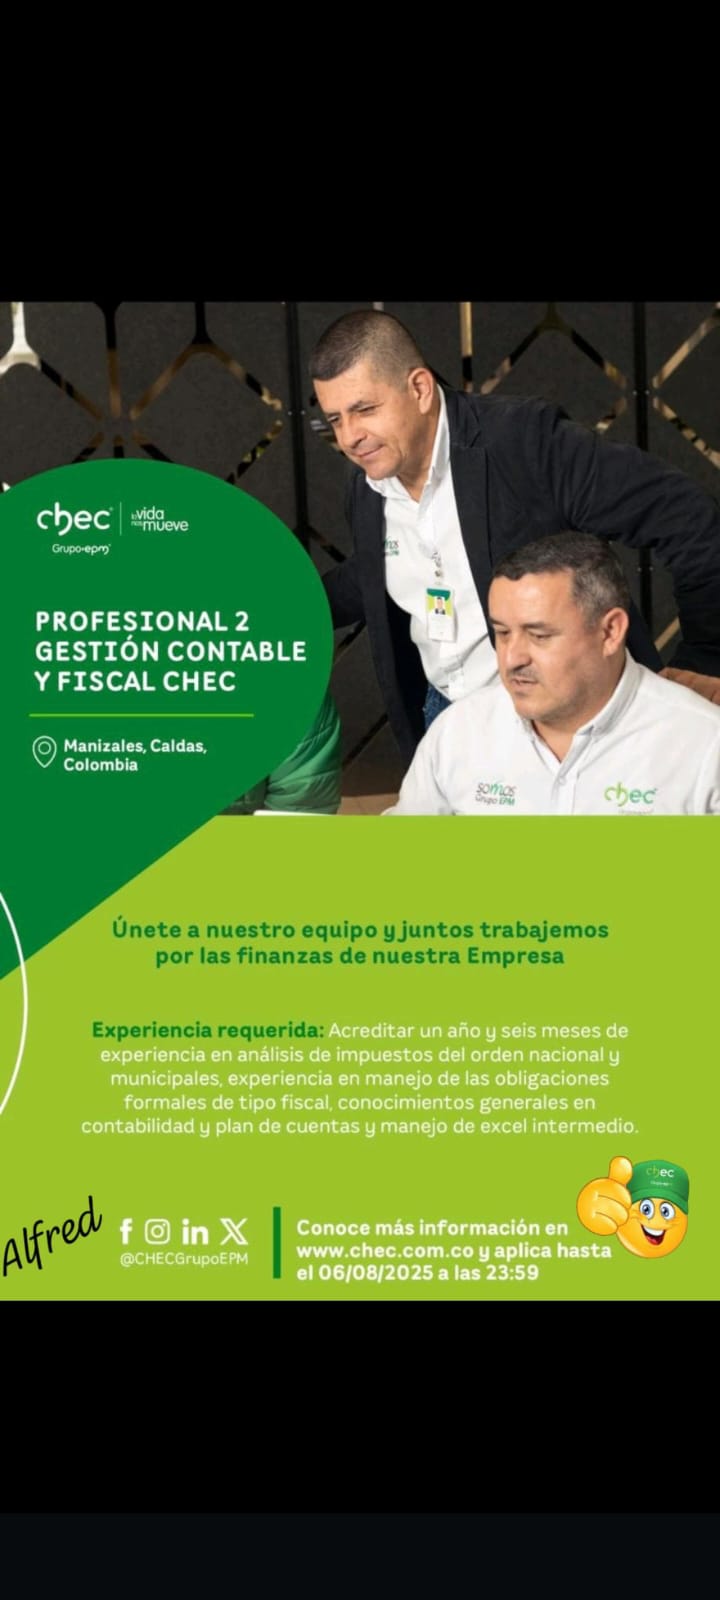 chec
la vida
nos mueve
Grupo·epm
PROFESIONAL 2
GESTIÓN CONTABLE
Y FISCAL CHEC
Manizales, Caldas,
Colombia
somos
Grupo EPM
chec
Únete a nuestro equipo y juntos trabajemos
por las finanzas de nuestra Empresa
Experiencia requerida: Acreditar un año y seis meses de
experiencia en análisis de impuestos del orden nacional y
municipales, experiencia en manejo de las obligaciones
formales de tipo fiscal, conocimientos generales en
contabilidad y plan de cuentas y manejo de excel intermedio.
chec
Alfred
@CHECGrupoEPM
Conoce más información en
www.chec.com.co y aplica hasta
el 06/08/2025 a las 23:59